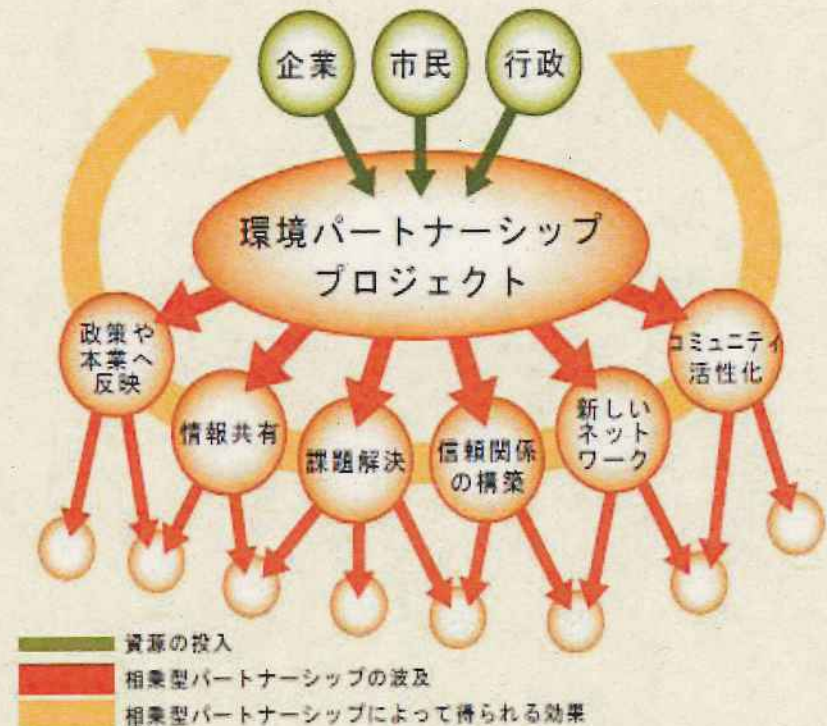 企業
市民
行政
環境パートナーシップ
プロジェクト
政策や
本業へ
反映
情報共有
課題解決
信頼関係
の構築
新しい
ネット
ワーク
コミュニティ
活性化
資源の投入
相乗型パートナーシップの波及
相乗型パートナーシップによって得られる効果